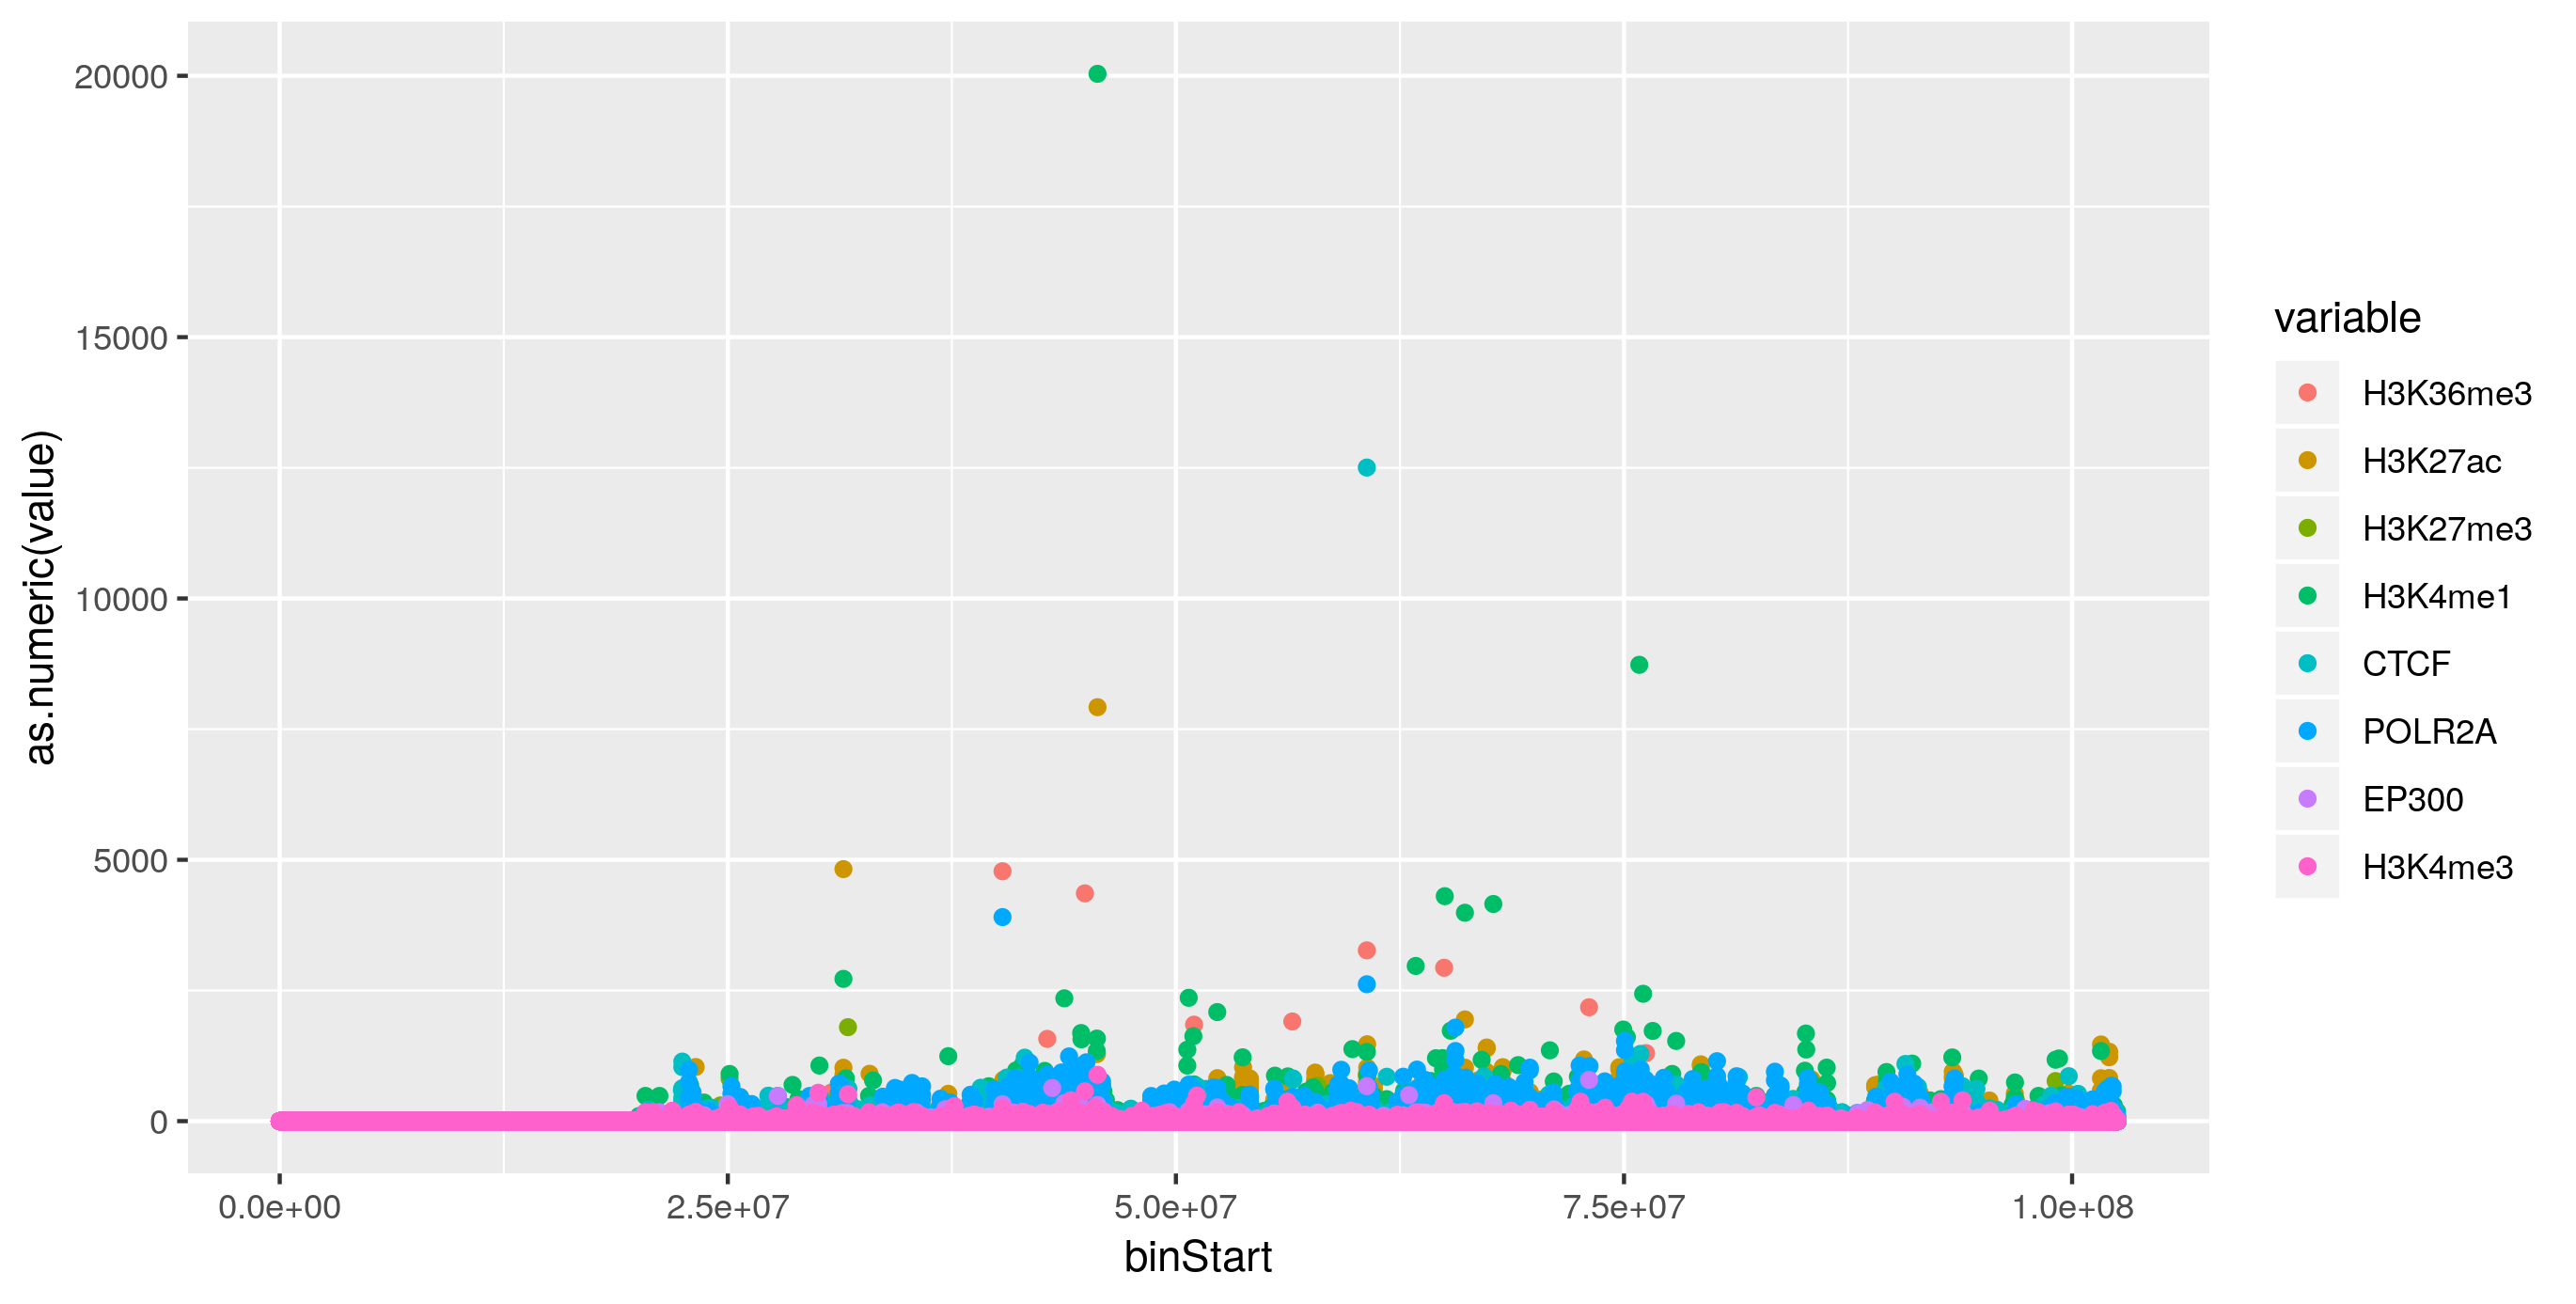 20000
15000
10000
5000
0
as.numeric(value)
0.0e+00
2.5e+07
5.0e+07
7.5e+07
1.0e+08
binStart
variable
H3K36me3
H3K27ac
H3K27me3
H3K4me1
CTCF
POLR2A
EP300
H3K4me3